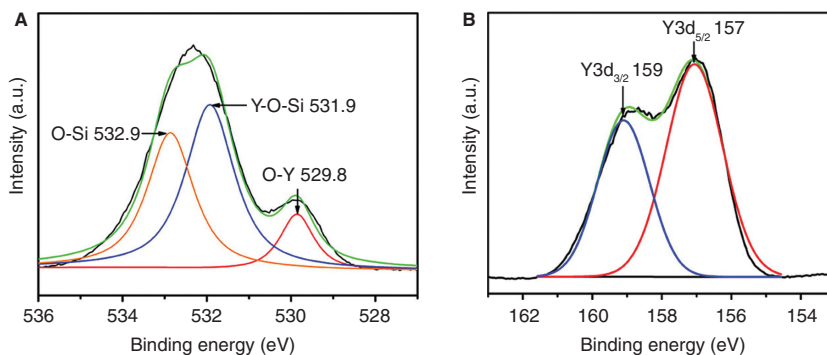 A
O-Si 532.9
Y-O-Si 531.9
O-Y 529.8
Intensity (a.u.)
536 534 532 530 528
Binding energy (eV)
B
Y3d5/2 157
Y3d3/2 159
Intensity (a.u.)
162 160 158 156 154
Binding energy (eV)